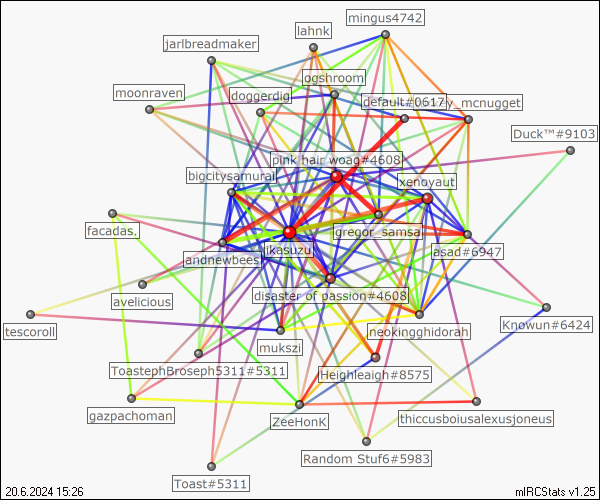 mingus4742
lahnk
jarlbreadmaker
ogshroom
moonraven
doggerdig
default#0617
y_mcnugget
Duck™#9103
pink hair woag#4608
bigcitysamurai
xenovaut
facadas.
gregor_samsa
jikasuzu
andnewbees
asad#6947
avelicious
disaster of passion#4608
tescoroll
neokingghidorah
Knowun#6424
mukszi
ToastephBroseph5311#5311
Heighleaigh#8575
gazpachoman
ZeeHonK
thiccusboiusalexusjoneus
Random Stuf6#5983
Toast#5311
20.6.2024 15:26
mIRCStats v1.25